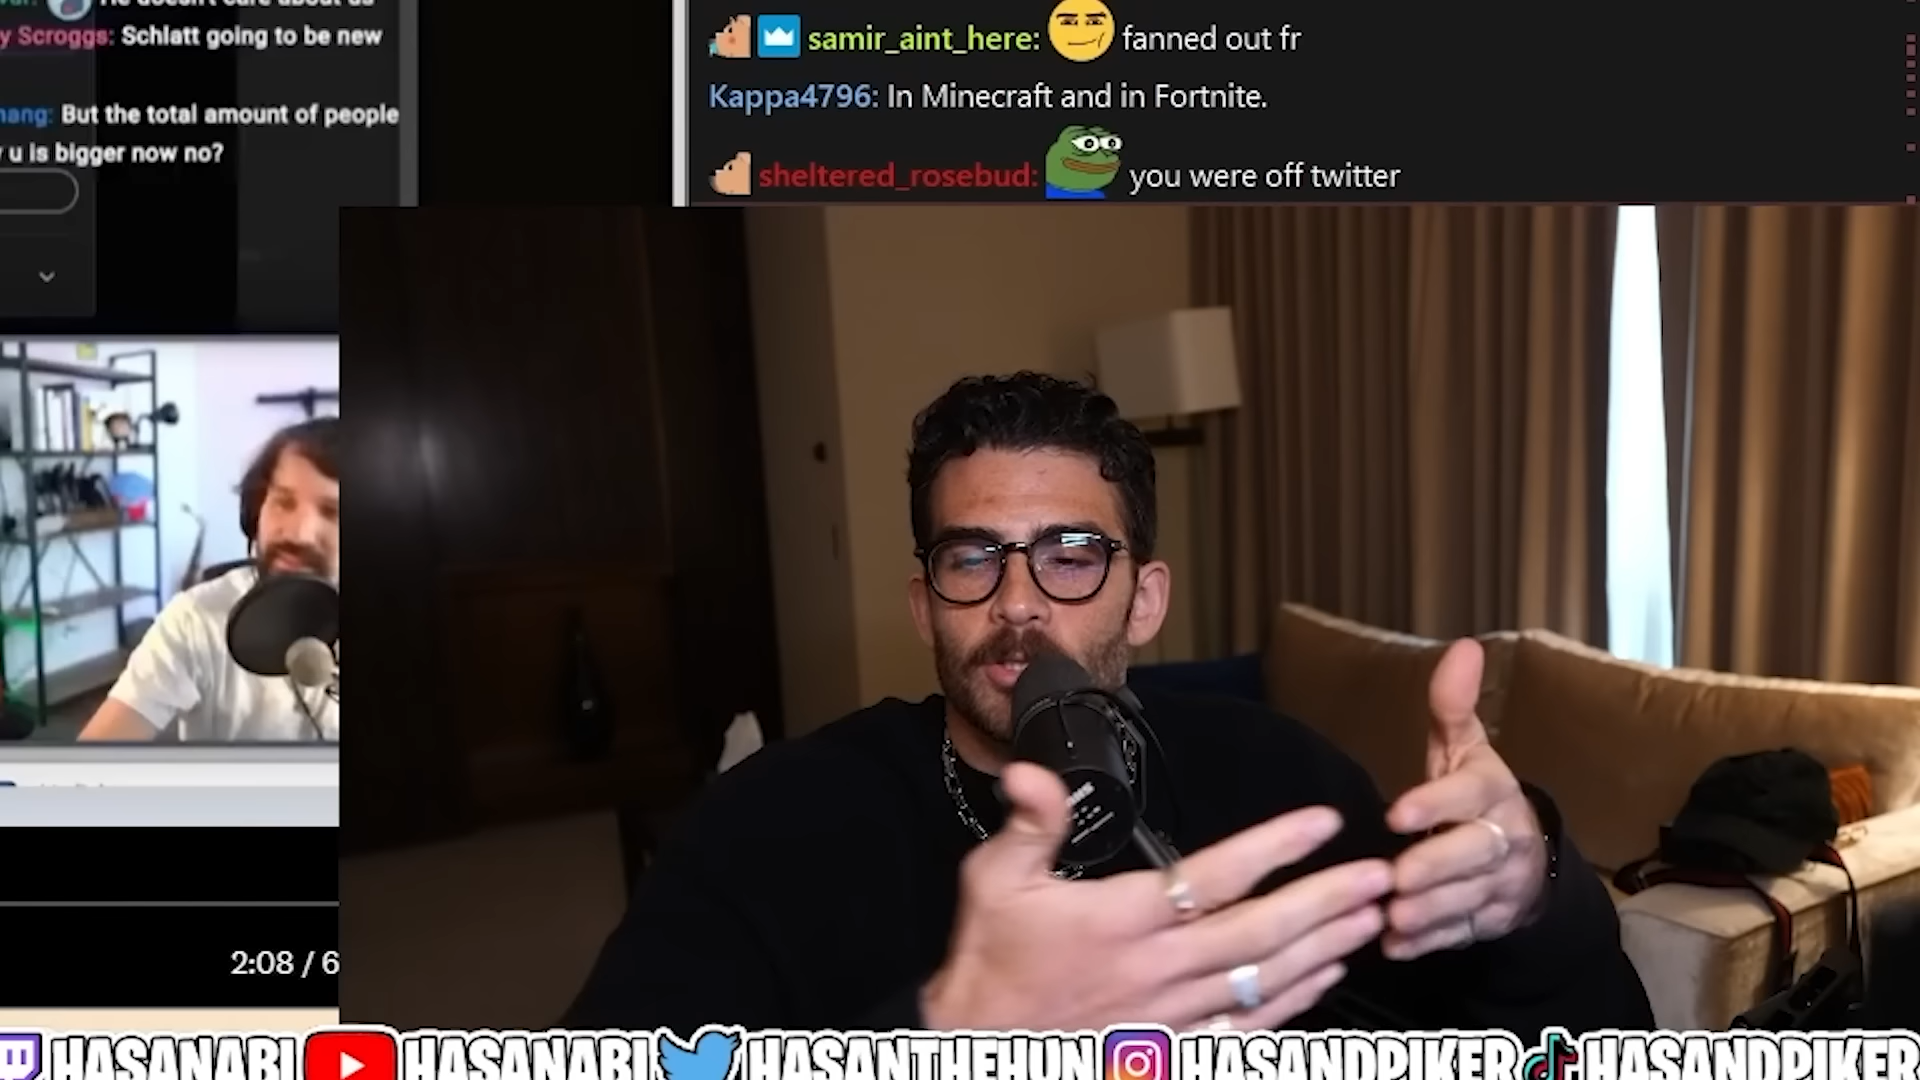 y Scroggs: Schlatt going to be new
hang: But the total amount of people
u is bigger now no?
samir_aint_here: fanned out fr
Kappa4796: In Minecraft and in Fortnite.
sheltered_rosebud: you were off twitter
2:08 / 6
HASANABI HASANABI HASANTHEHUN HASANDPIKER HASANDPIKER